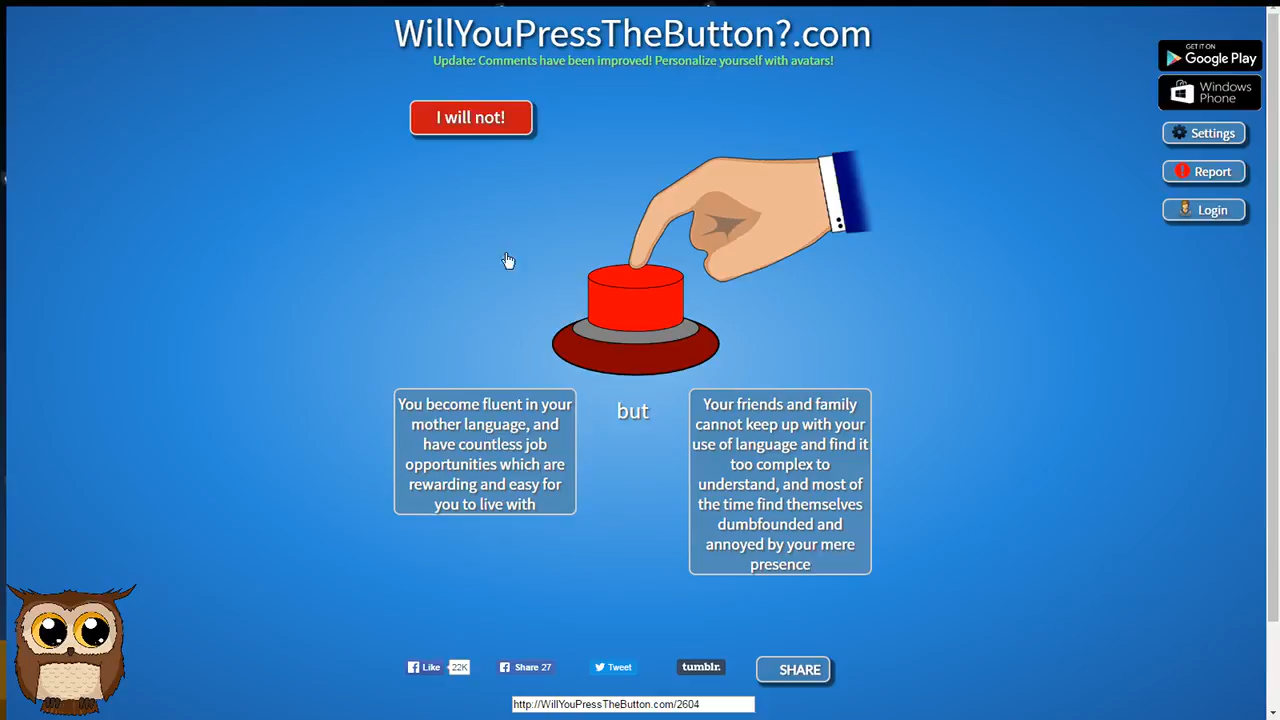 WillYouPressTheButton?.com
Update: Comments have been improved! Personalize yourself with avatars!
GET IT ON
Google Play
Windows
Phone
I will not!
Settings
Report
Login
You become fluent in your
mother language, and
have countless job
opportunities which are
rewarding and easy for
you to live with
but
Your friends and family
cannot keep up with your
use of language and find it
too complex to
understand, and most of
the time find themselves
dumbfounded and
annoyed by your mere
presence
Like 22K
Share 27
Tweet
tumblr.
SHARE
http://WillYouPressTheButton.com/2604